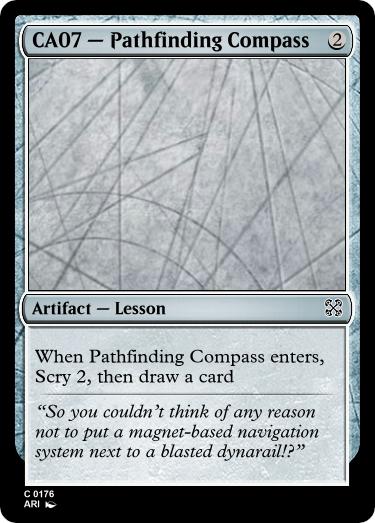 CA07 — Pathfinding Compass 2
Artifact — Lesson
When Pathfinding Compass enters,
Scry 2, then draw a card
“So you couldn’t think of any reason
not to put a magnet-based navigation
system next to a blasted dynarail!?”
C 0176
ARI